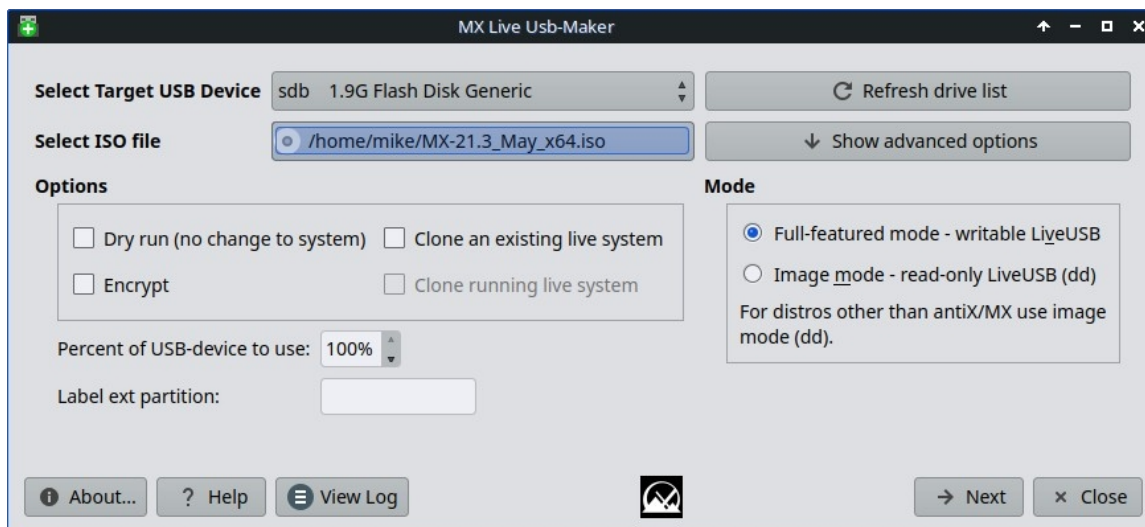 MX Live Usb-Maker
Select Target USB Device sdb 1.9G Flash Disk Generic Refresh drive list
Select ISO file /home/mike/MX-21.3_May_x64.iso Show advanced options
Options Mode
Dry run (no change to system) Clone an existing live system
Encrypt Clone running live system
Full-featured mode - writable LiveUSB
Image mode - read-only LiveUSB (dd)
For distros other than antiX/MX use image
mode (dd).
Percent of USB-device to use: 100%
Label ext partition:
About... ? Help View Log Next Close